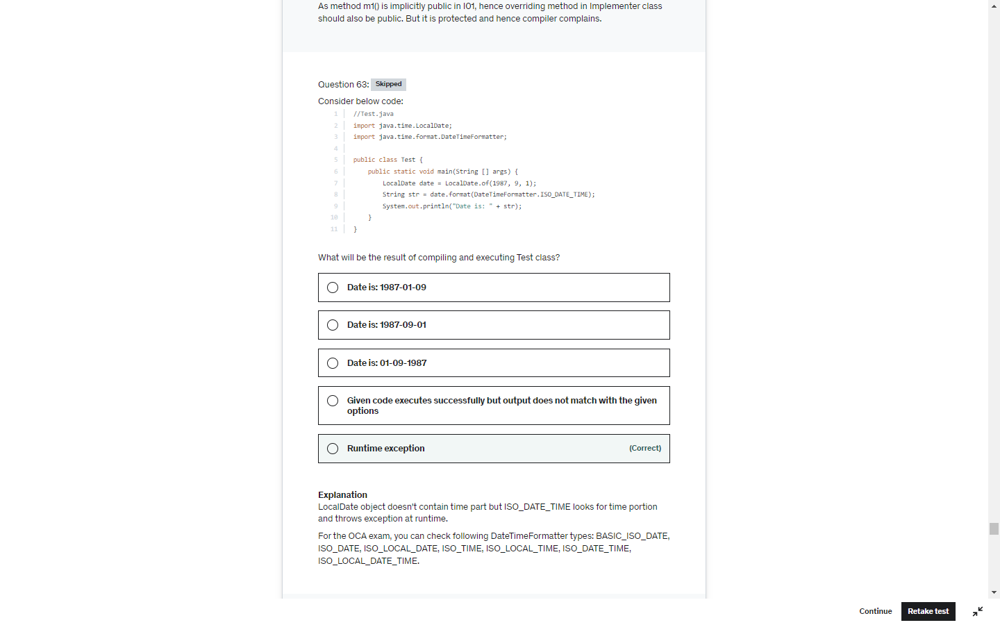 As method m1() is implicitly public in I01, hence overriding method in Implementer class
should also be public. But it is protected and hence compiler complains.
Question 63: Skipped
Consider below code:
1 //Test.java
2 import java.time.LocalDate;
3 import java.time.format.DateTimeFormatter;
4
5 public class Test {
6 public static void main(String [] args) {
7 LocalDate date = LocalDate.of(1987, 9, 1);
8 String str = date.format(DateTimeFormatter.ISO_DATE_TIME);
9 System.out.println("Date is: " + str);
10 }
11 }
What will be the result of compiling and executing Test class?
Date is: 1987-01-09
Date is: 1987-09-01
Date is: 01-09-1987
Given code executes successfully but output does not match with the given
options
Runtime exception (Correct)
Explanation
LocalDate object doesn't contain time part but ISO_DATE_TIME looks for time portion
and throws exception at runtime.
For the OCA exam, you can check following DateTimeFormatter types: BASIC_ISO_DATE,
ISO_DATE, ISO_LOCAL_DATE, ISO_TIME, ISO_LOCAL_TIME, ISO_DATE_TIME,
ISO_LOCAL_DATE_TIME.
Continue Retake test